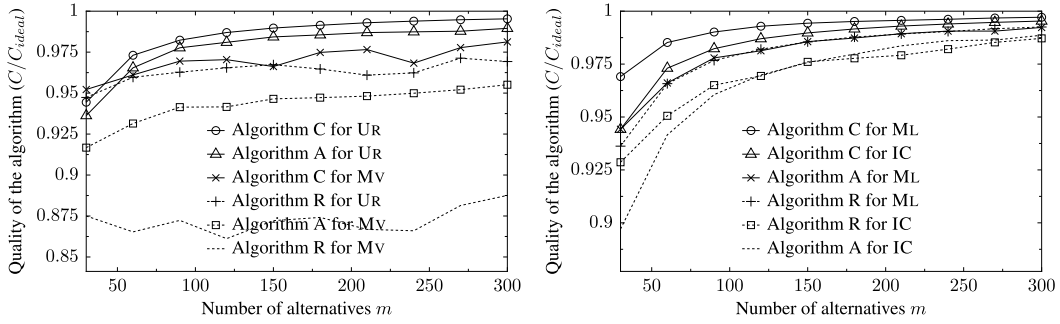 Quality of the algorithm (C/C_ideal)
1
0.975
0.95
0.925
0.9
0.875
0.85
Algorithm C for UR
Algorithm A for UR
Algorithm C for MV
Algorithm R for UR
Algorithm A for MV
Algorithm R for MV
50 100 150 200 250 300
Number of alternatives m
Quality of the algorithm (C/C_ideal)
1
0.975
0.95
0.925
0.9
Algorithm C for ML
Algorithm C for IC
Algorithm A for ML
Algorithm R for ML
Algorithm R for IC
Algorithm A for IC
50 100 150 200 250 300
Number of alternatives m